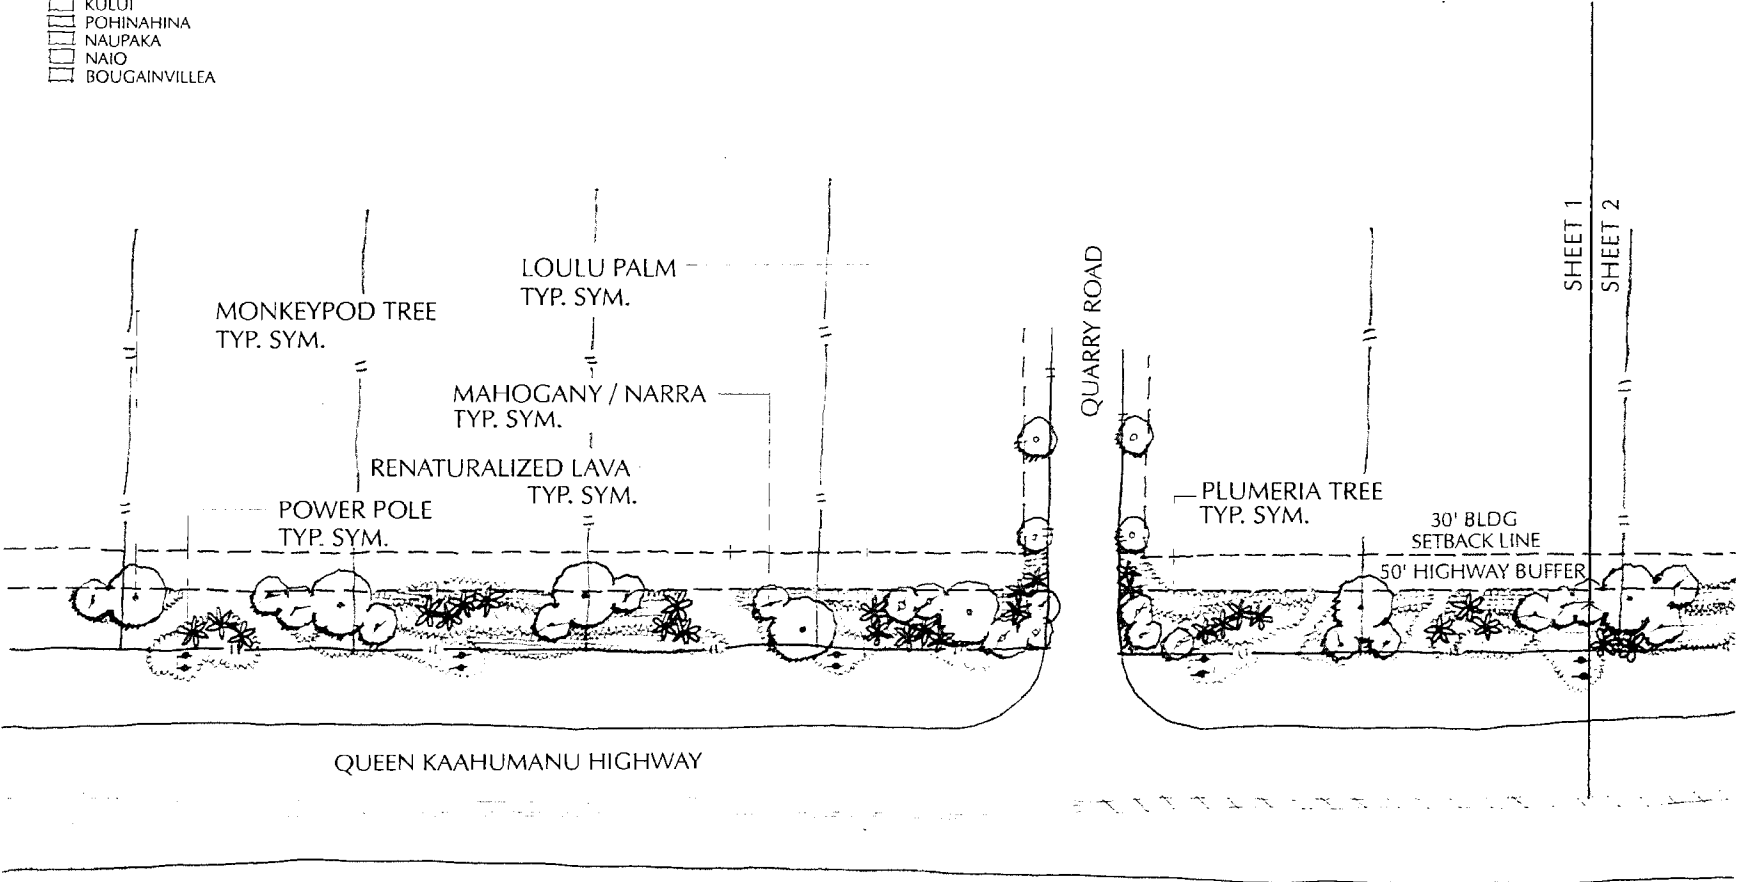 KULUI
POHINAHINA
NAUPAKA
NAIO
BOUGAINVILLEA
LOULU PALM
TYP. SYM.
MONKEYPOD TREE
TYP. SYM.
MAHOGANY / NARRA
TYP. SYM.
RENATURALIZED LAVA
TYP. SYM.
POWER POLE
TYP. SYM.
QUARRY ROAD
PLUMERIA TREE
TYP. SYM.
30' BLDG
SETBACK LINE
50' HIGHWAY BUFFER
SHEET 1
SHEET 2
QUEEN KAAHUMANU HIGHWAY